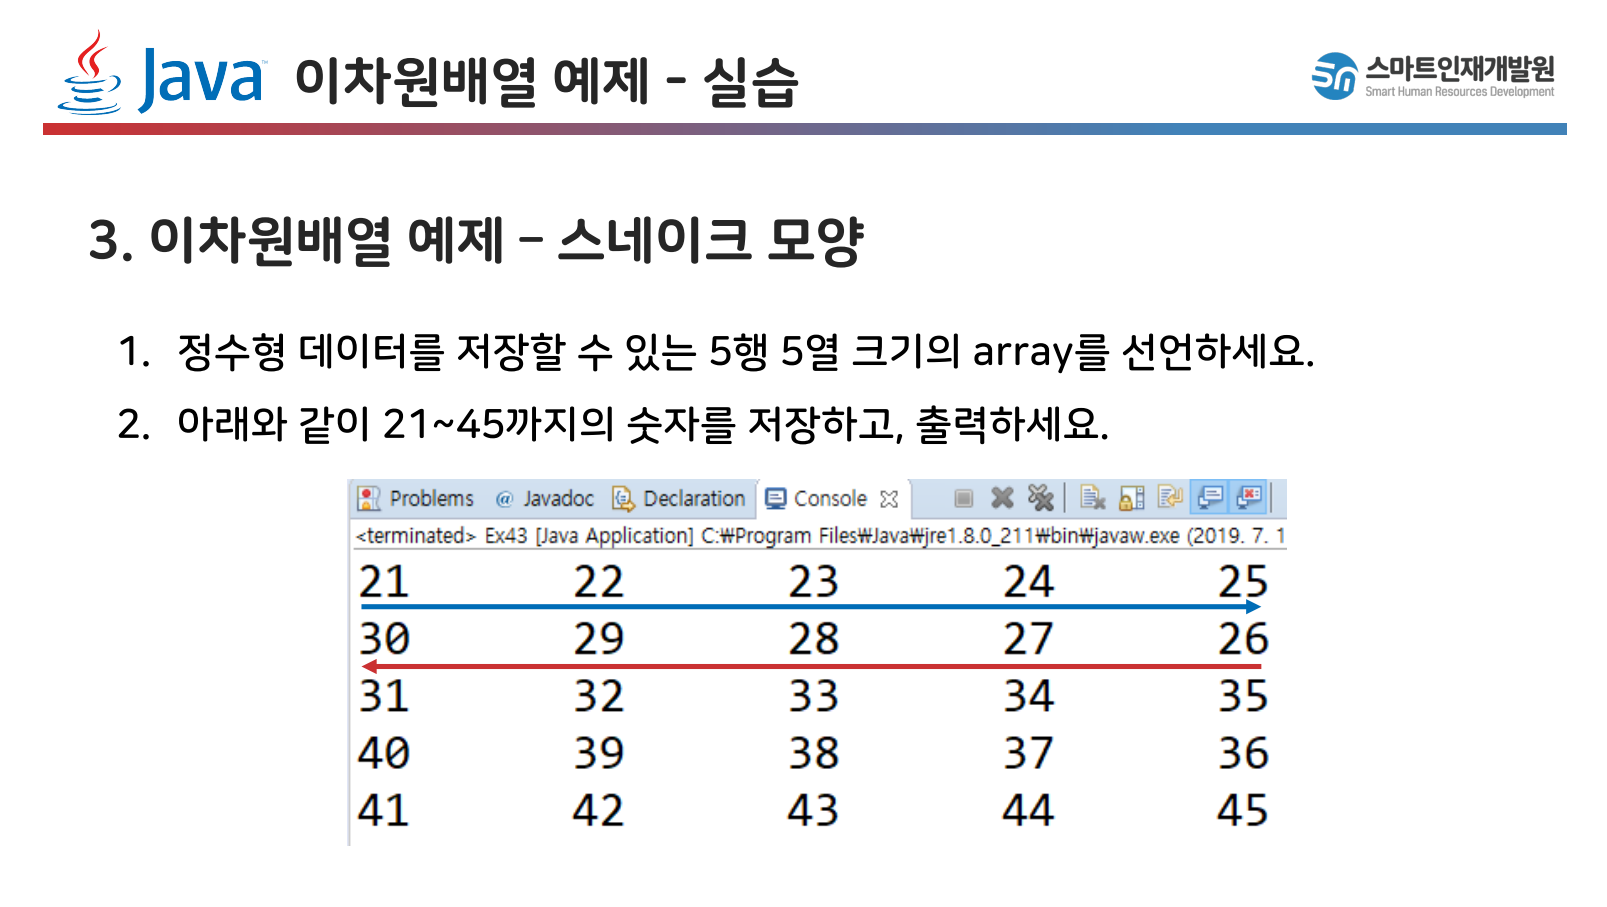 Java™ 이차원배열 예제 - 실습
스마트인재개발원
Smart Human Resources Development
3. 이차원배열 예제 – 스네이크 모양
1. 정수형 데이터를 저장할 수 있는 5행 5열 크기의 array를 선언하세요.
2. 아래와 같이 21~45까지의 숫자를 저장하고, 출력하세요.
Problems @ Javadoc Declaration Console
<terminated> Ex43 [Java Application] C:₩Program Files₩Java₩jre1.8.0_211₩bin₩javaw.exe (2019. 7. 1
21 22 23 24 25
30 29 28 27 26
31 32 33 34 35
40 39 38 37 36
41 42 43 44 45